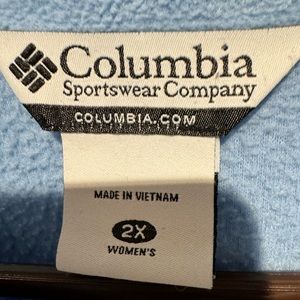 Columbia
Sportswear Company
COLUMBIA.COM
MADE IN VIETNAM
2X
WOMEN'S